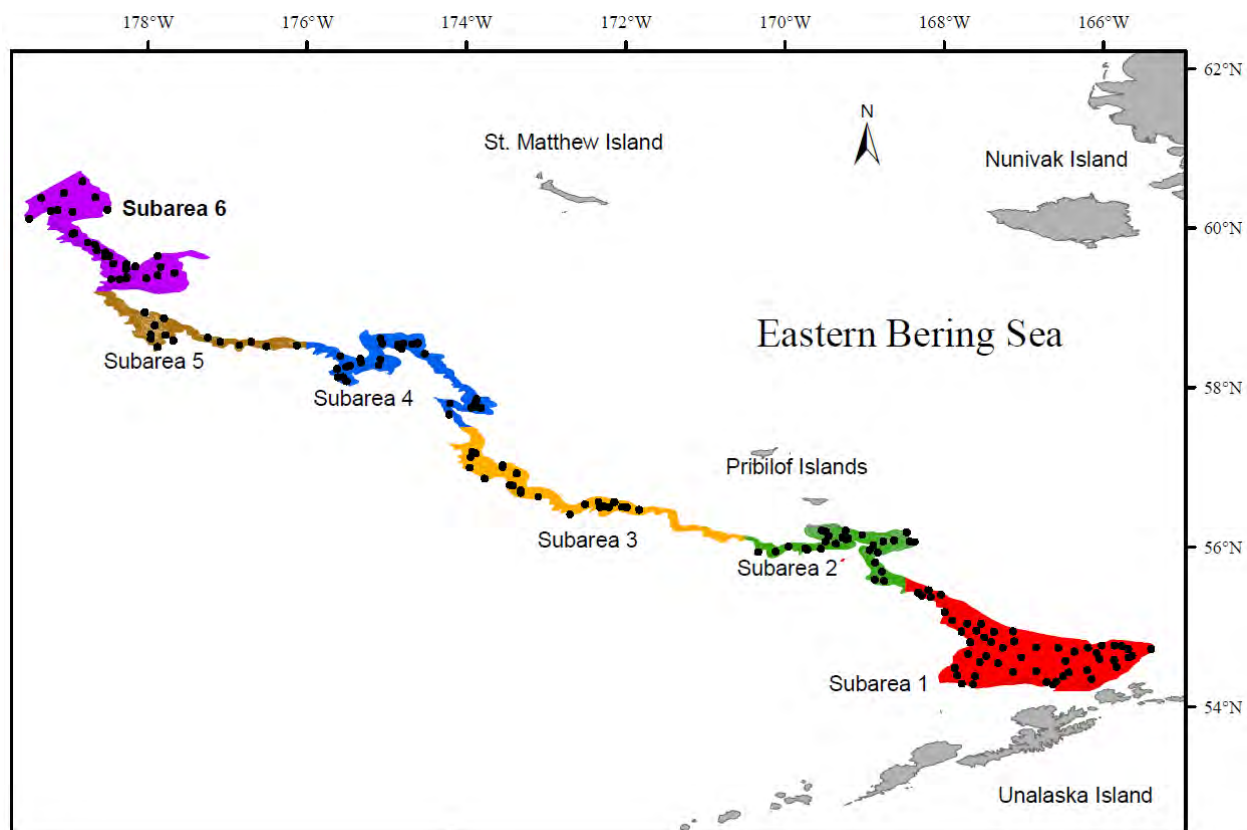 178°W 176°W 174°W 172°W 170°W 168°W 166°W
62°N
N
St. Matthew Island
Nunivak Island
Subarea 6
60°N
Eastern Bering Sea
Subarea 5
Subarea 4
58°N
Pribilof Islands
Subarea 3
Subarea 2
56°N
Subarea 1
54°N
Unalaska Island